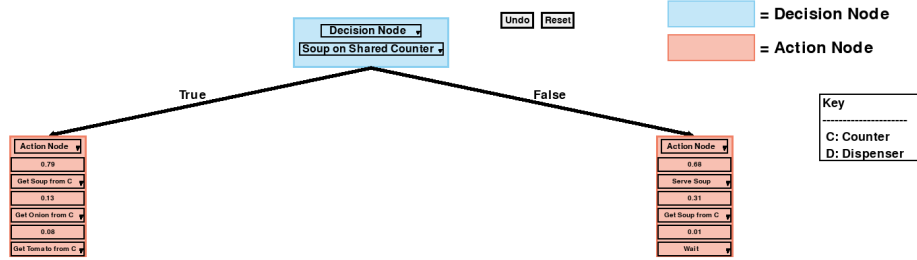 Decision Node
Soup on Shared Counter
Undo
Reset
= Decision Node
= Action Node
True
False
Key
---------------------
C: Counter
D: Dispenser
Action Node
0.79
Get Soup from C
0.13
Get Onion from C
0.08
Get Tomato from C
Action Node
0.68
Serve Soup
0.31
Get Soup from C
0.01
Wait